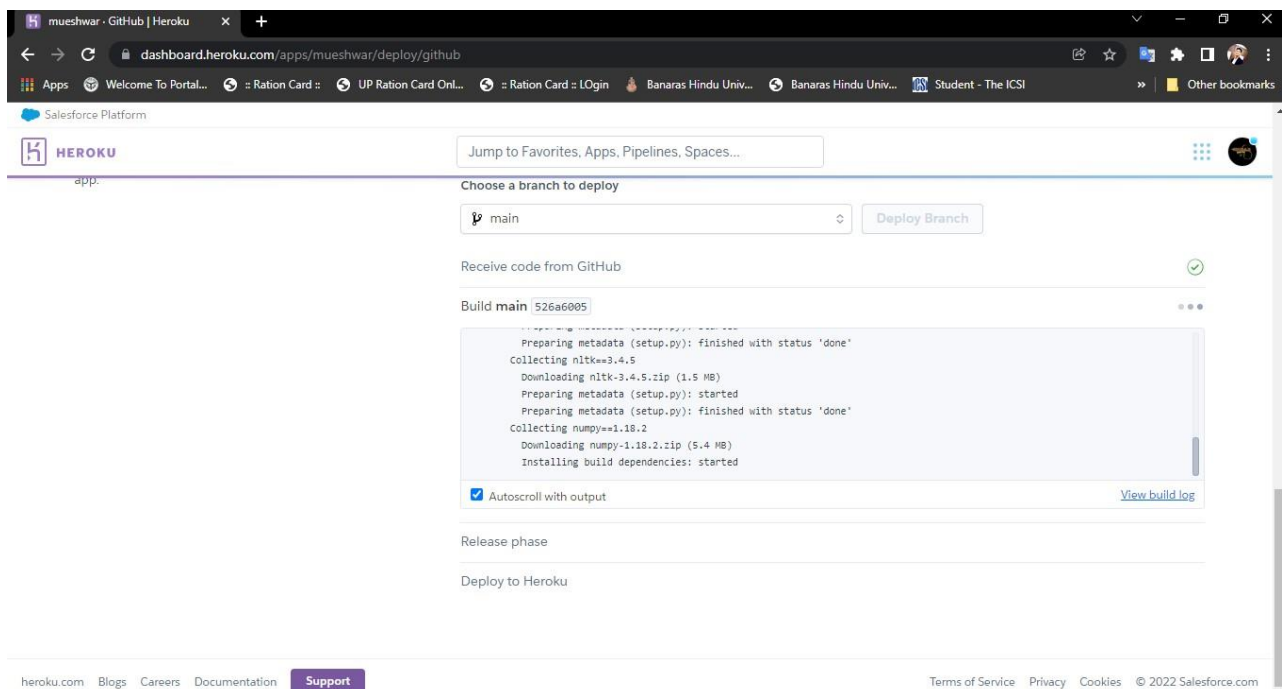 mueshwar · GitHub | Heroku
dashboard.heroku.com/apps/mueshwar/deploy/github
Apps Welcome To Portal... :: Ration Card :: UP Ration Card Onl... :: Ration Card :: LOgin Banaras Hindu Univ... Banaras Hindu Univ... Student - The ICSI » Other bookmarks
Salesforce Platform
HEROKU
Jump to Favorites, Apps, Pipelines, Spaces...
app.
Choose a branch to deploy
main
Deploy Branch
Receive code from GitHub
Build main 526a6005
Preparing metadata (setup.py): started
Preparing metadata (setup.py): finished with status 'done'
Collecting nltk==3.4.5
Downloading nltk-3.4.5.zip (1.5 MB)
Preparing metadata (setup.py): started
Preparing metadata (setup.py): finished with status 'done'
Collecting numpy==1.18.2
Downloading numpy-1.18.2.zip (5.4 MB)
Installing build dependencies: started
Autoscroll with output
View build log
Release phase
Deploy to Heroku
heroku.com Blogs Careers Documentation Support
Terms of Service Privacy Cookies © 2022 Salesforce.com